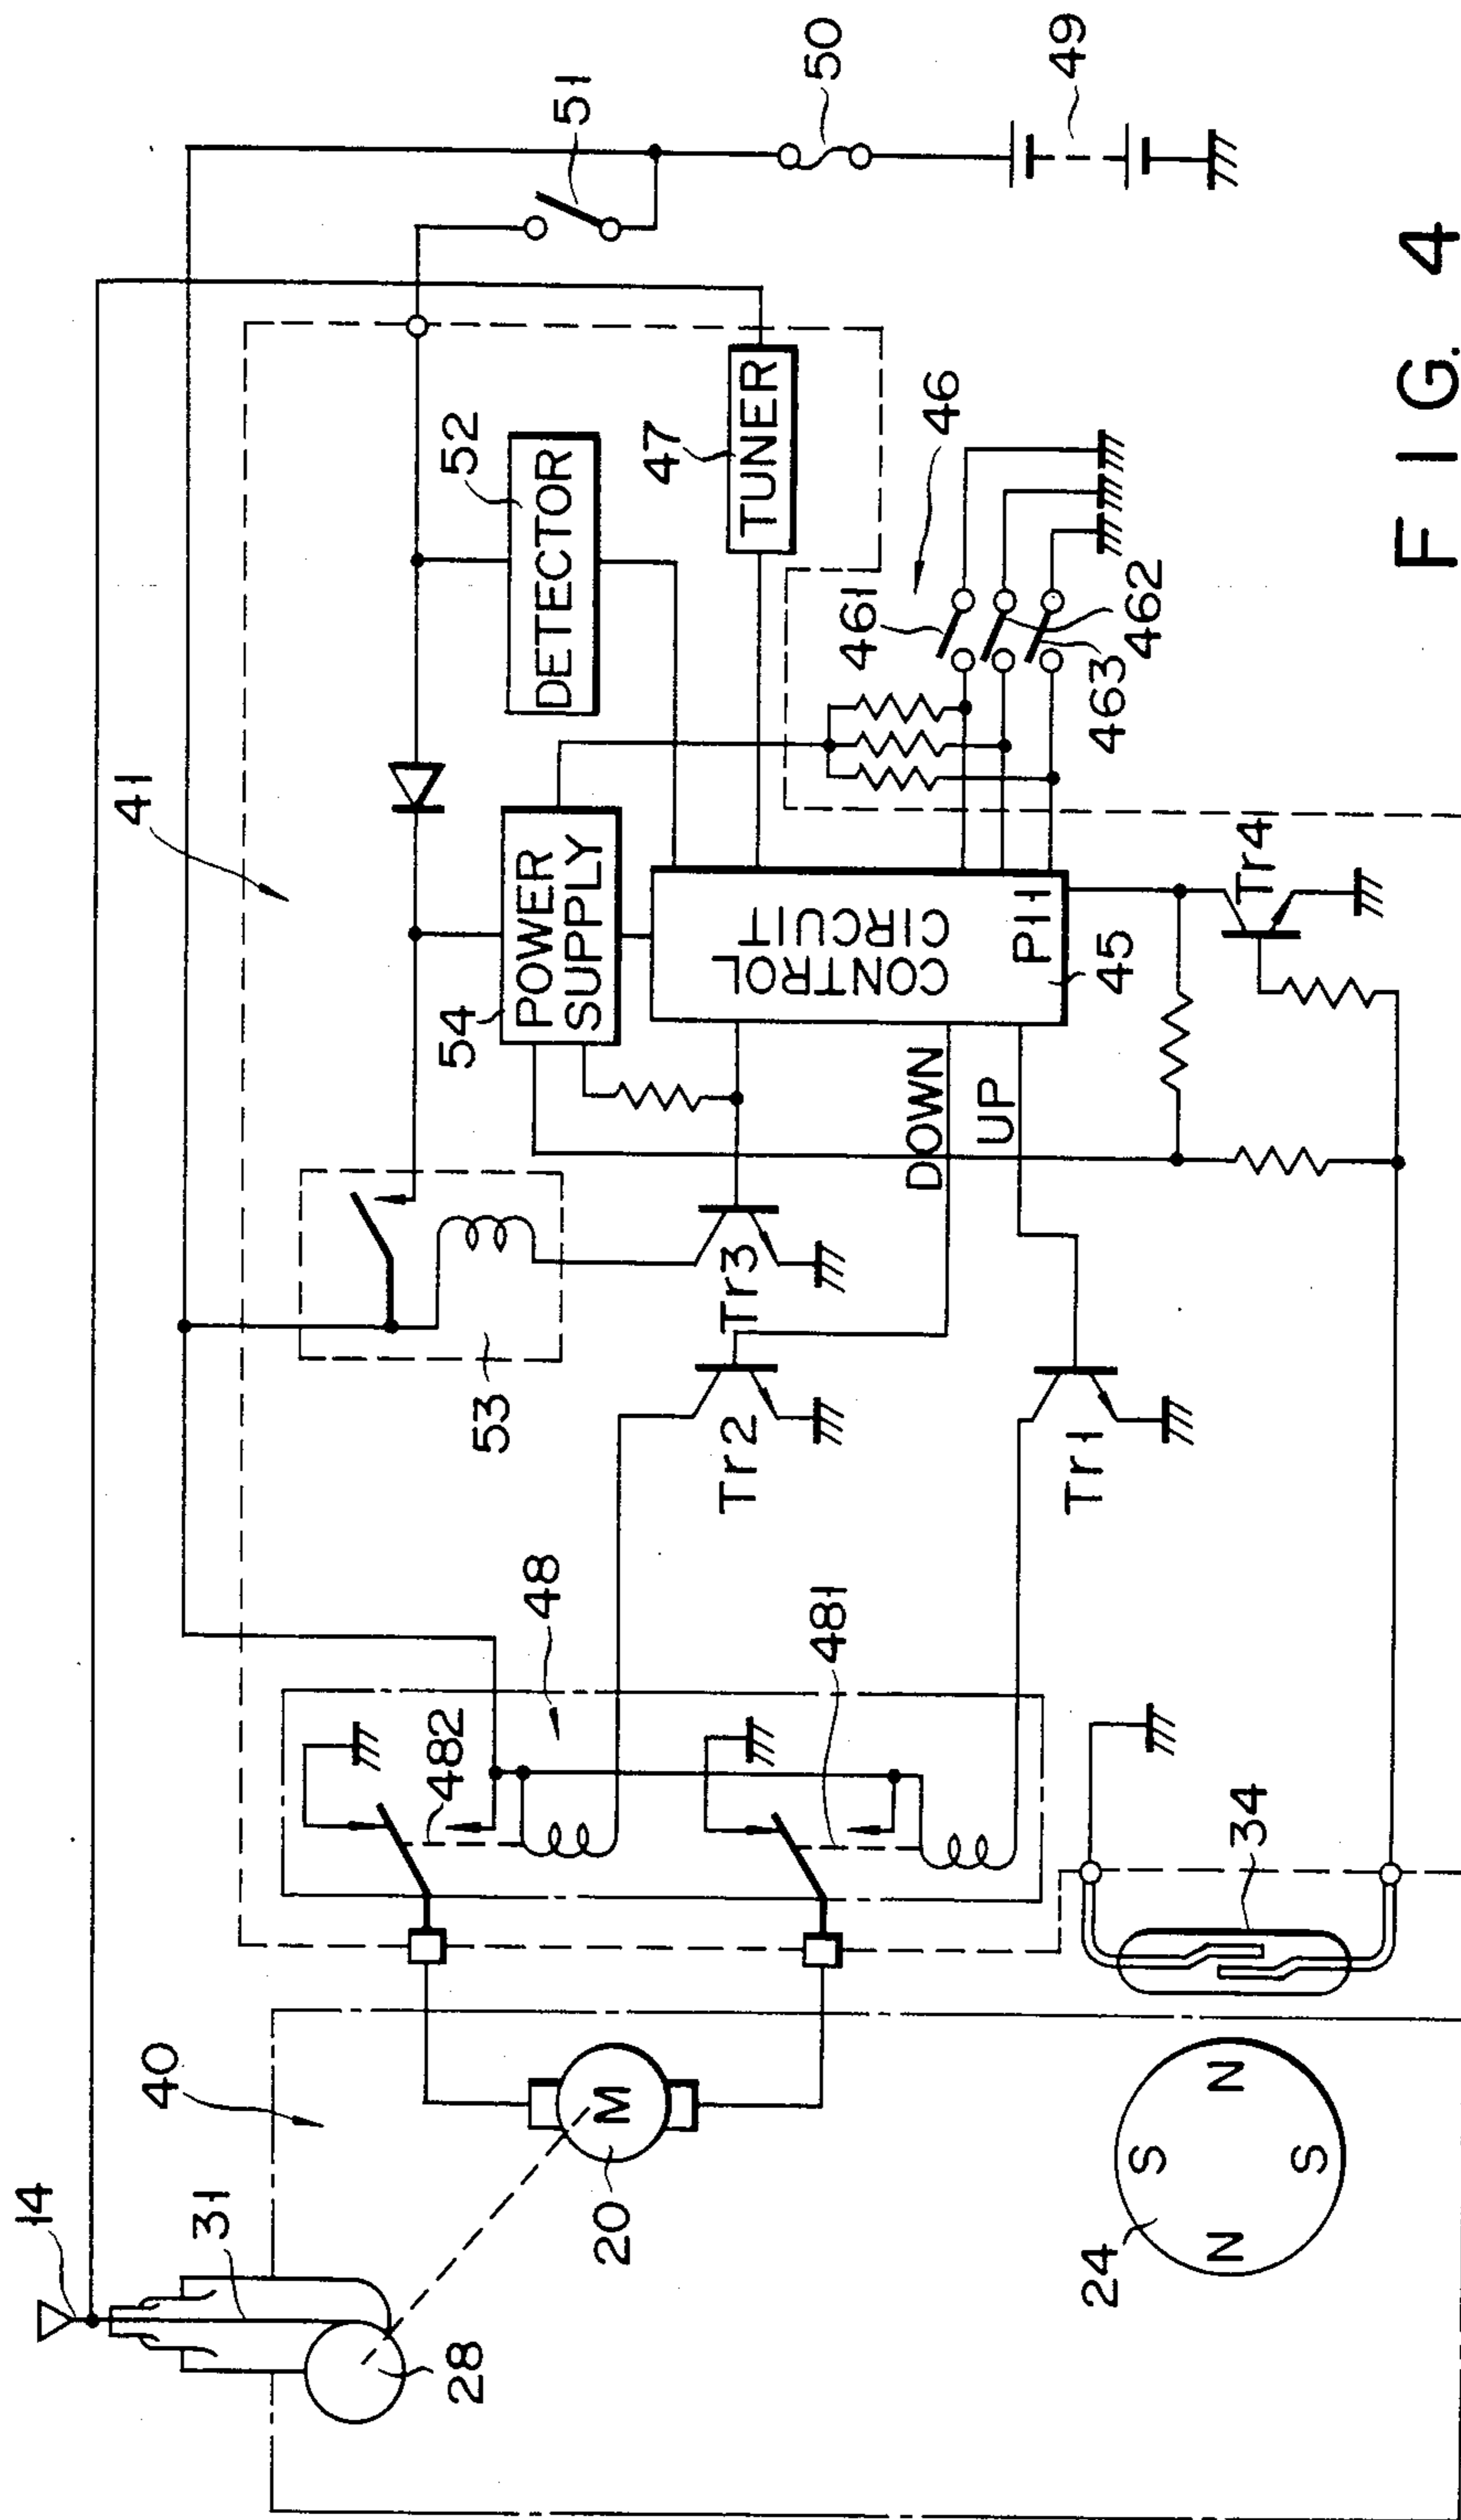 14
31
28
40
20
M
24
N
S
N
S
34
41
482
48
481
53
Tr2
Tr3
Tr1
DOWN
UP
54
POWER
SUPPLY
CONTROL
CIRCUIT
P11
45
Tr4
52
DETECTOR
47
TUNER
461
46
463
462
51
50
49
FIG. 4